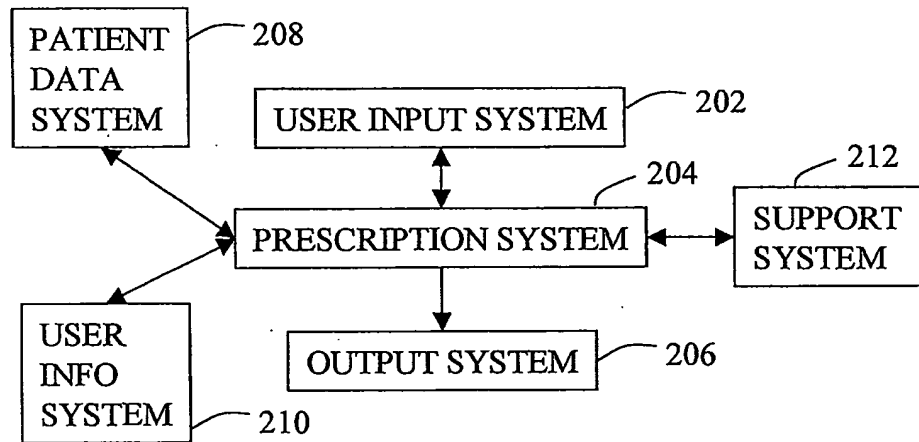 PATIENT
DATA
SYSTEM
208
USER INPUT SYSTEM
202
PRESCRIPTION SYSTEM
204
SUPPORT
SYSTEM
212
USER
INFO
SYSTEM
210
OUTPUT SYSTEM
206